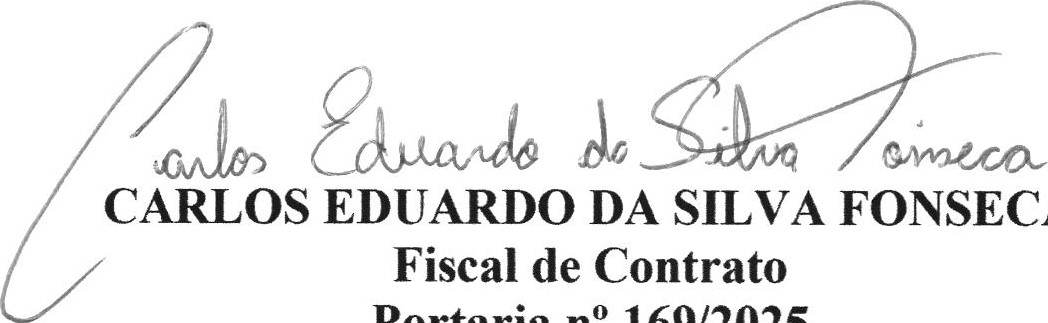 Carlos Eduardo da Silva Fonseca
CARLOS EDUARDO DA SILVA FONSECA
Fiscal de Contrato
Portaria nº 169/2025